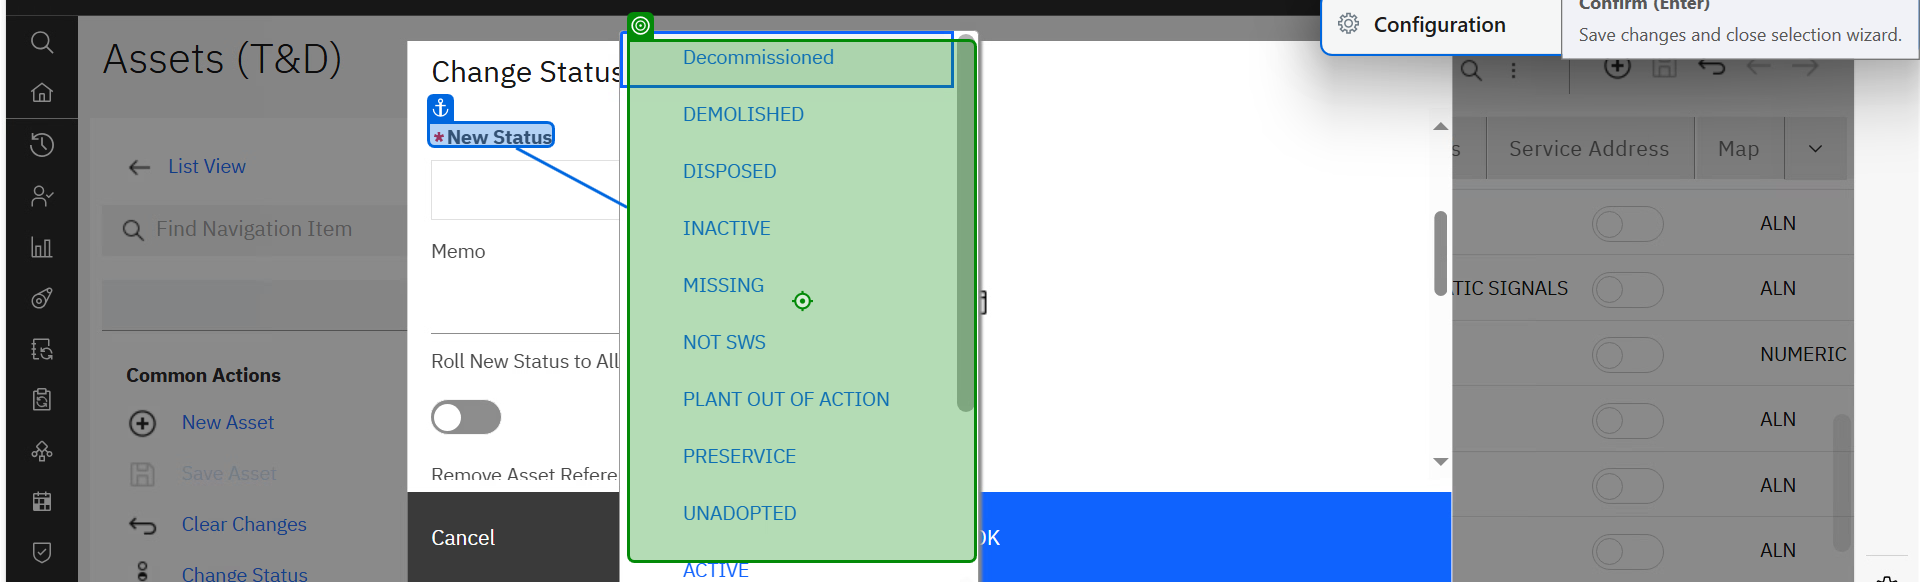 Assets (T&D)
List View
Find Navigation Item
Common Actions
New Asset
Save Asset
Clear Changes
Change Status
Change Status
*New Status
Memo
Roll New Status to All
Remove Asset Refere
Cancel
OK
Decommissioned
DEMOLISHED
DISPOSED
INACTIVE
MISSING
NOT SWS
PLANT OUT OF ACTION
PRESERVICE
UNADOPTED
ACTIVE
Configuration
Confirm (Enter)
Save changes and close selection wizard.
s
Service Address
Map
ALN
TIC SIGNALS
ALN
NUMERIC
ALN
ALN
ALN